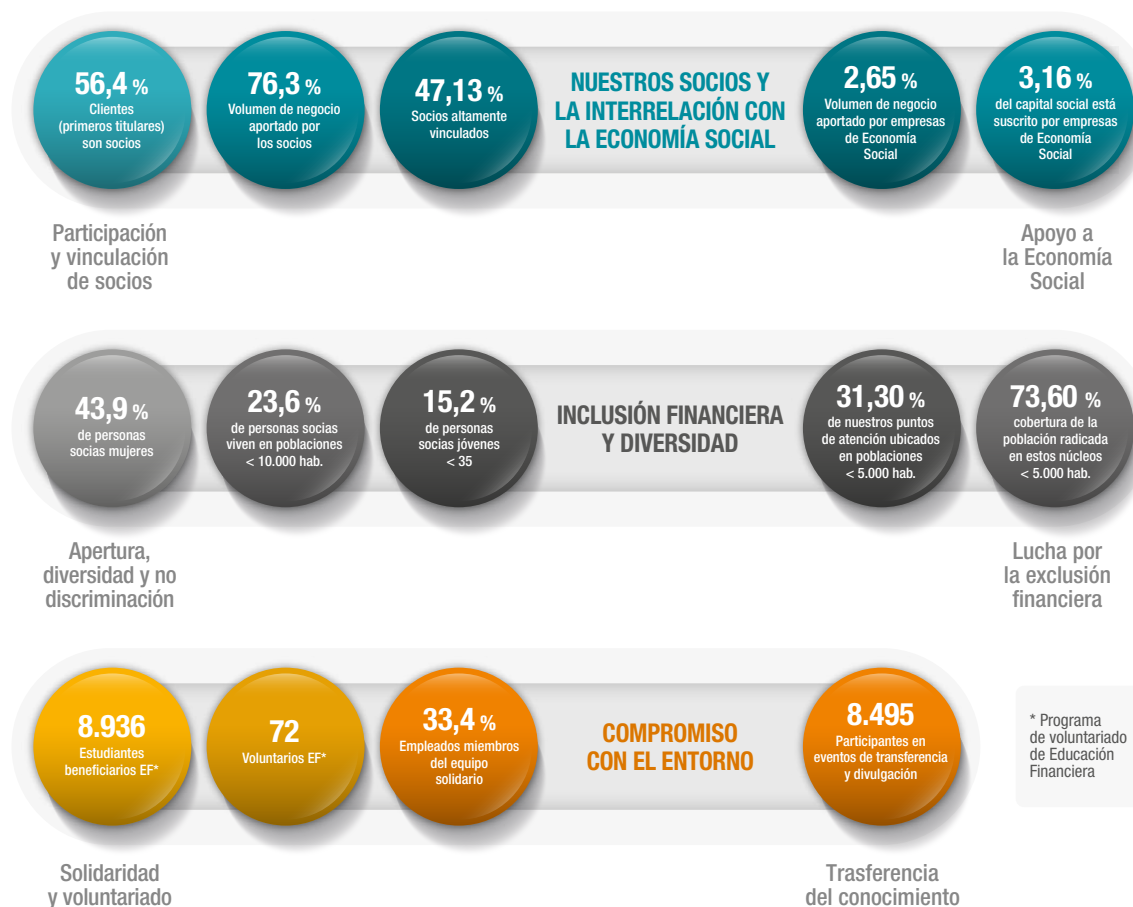 56,4 %
Clientes
(primeros titulares)
son socios
76,3 %
Volumen de negocio
aportado por
los socios
47,13 %
Socios altamente
vinculados
NUESTROS SOCIOS Y
LA INTERRELACIÓN CON
LA ECONOMÍA SOCIAL
2,65 %
Volumen de negocio
aportado por empresas
de Economía
Social
3,16 %
del capital social está
suscrito por empresas
de Economía
Social
Participación
y vinculación
de socios
Apoyo a
la Economía
Social
43,9 %
de personas
socias mujeres
23,6 %
de personas socias
viven en poblaciones
< 10.000 hab.
15,2 %
de personas
socias jóvenes
< 35
INCLUSIÓN FINANCIERA
Y DIVERSIDAD
31,30 %
de nuestros puntos
de atención ubicados
en poblaciones
< 5.000 hab.
73,60 %
cobertura de la
población radicada
en estos núcleos
< 5.000 hab.
Apertura,
diversidad y no
discriminación
Lucha por
la exclusión
financiera
8.936
Estudiantes
beneficiarios EF*
72
Voluntarios EF*
33,4 %
Empleados miembros
del equipo
solidario
COMPROMISO
CON EL ENTORNO
8.495
Participantes en
eventos de transferencia
y divulgación
* Programa
de voluntariado
de Educación
Financiera
Solidaridad
y voluntariado
Trasferencia
del conocimiento